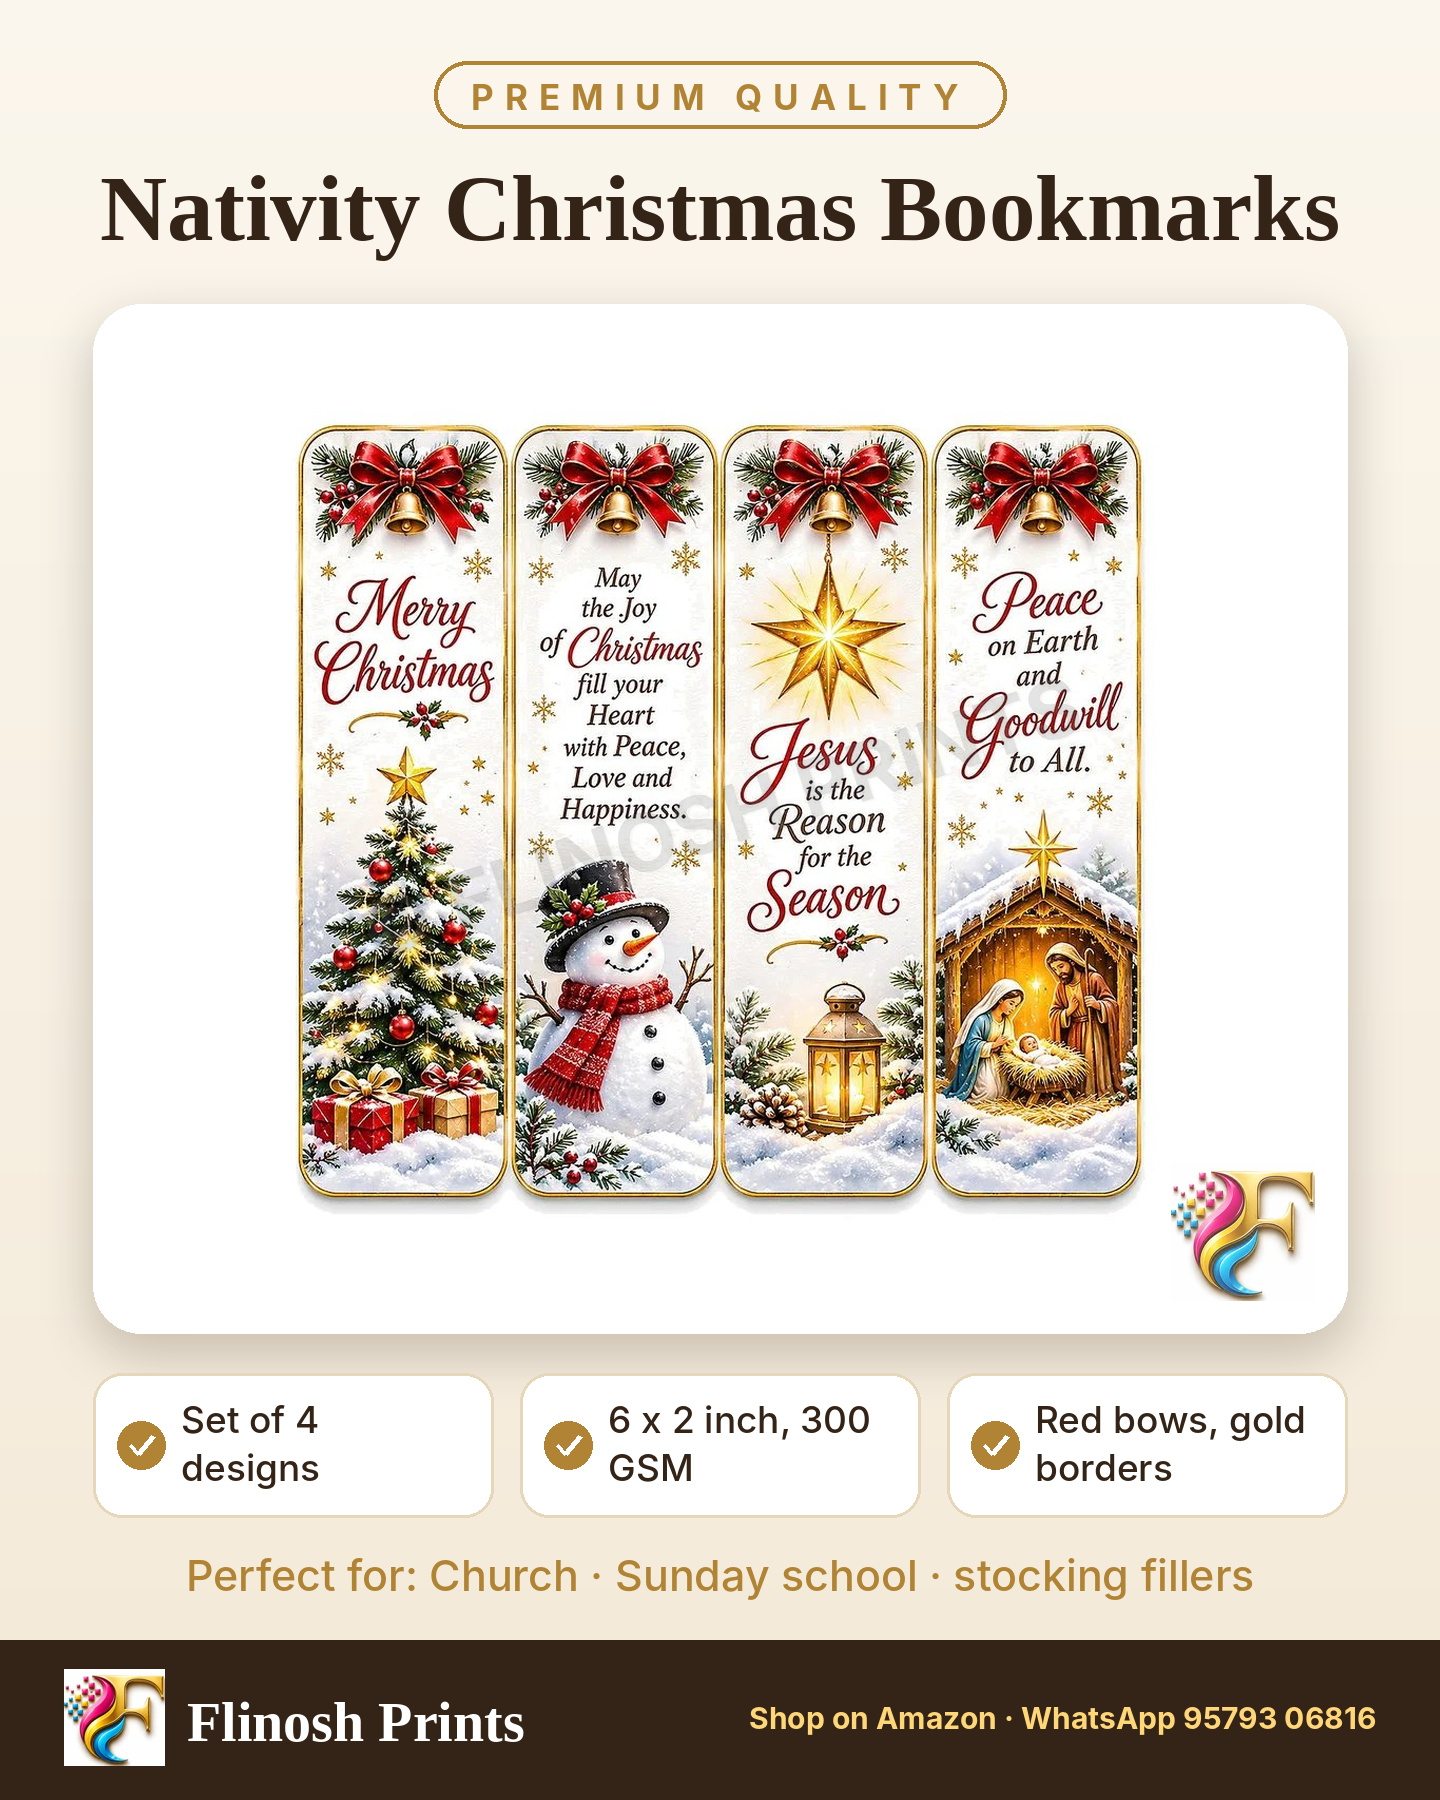 PREMIUM QUALITY
Nativity Christmas Bookmarks
Merry
Christmas
May
the Joy
of Christmas
fill your
Heart
with Peace,
Love and
Happiness.
Jesus
is the
Reason
for the
Season
Peace
on Earth
and
Goodwill
to All.
FLINOSH PRINTS
F
Set of 4
designs
6 x 2 inch, 300
GSM
Red bows, gold
borders
Perfect for: Church · Sunday school · stocking fillers
F
Flinosh Prints
Shop on Amazon · WhatsApp 95793 06816